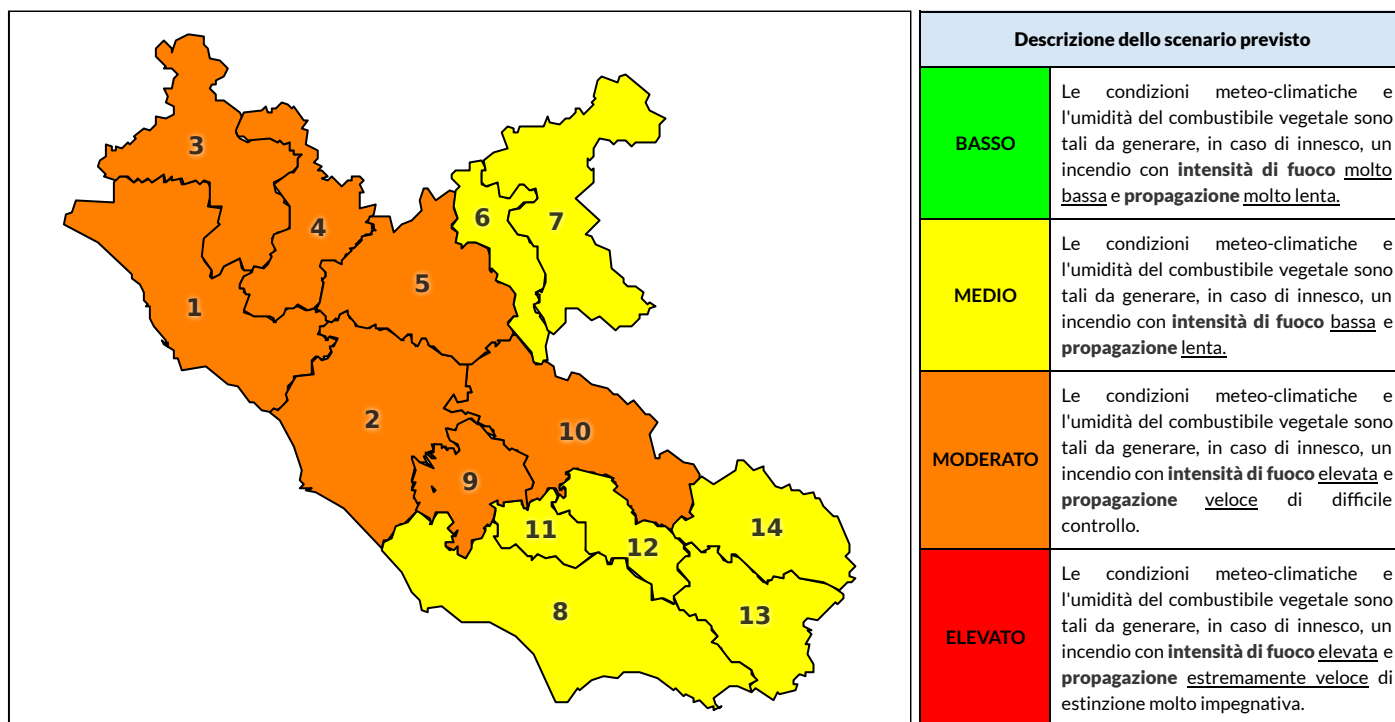 3
4
6
7
5
1
2
10
9
11
12
14
8
13
Descrizione dello scenario previsto
BASSO
Le condizioni meteo-climatiche e
l'umidità del combustibile vegetale sono
tali da generare, in caso di innesco, un
incendio con intensità di fuoco molto
bassa e propagazione molto lenta.
MEDIO
Le condizioni meteo-climatiche e
l'umidità del combustibile vegetale sono
tali da generare, in caso di innesco, un
incendio con intensità di fuoco bassa e
propagazione lenta.
MODERATO
Le condizioni meteo-climatiche e
l'umidità del combustibile vegetale sono
tali da generare, in caso di innesco, un
incendio con intensità di fuoco elevata e
propagazione veloce di difficile
controllo.
ELEVATO
Le condizioni meteo-climatiche e
l'umidità del combustibile vegetale sono
tali da generare, in caso di innesco, un
incendio con intensità di fuoco elevata e
propagazione estremamente veloce di
estinzione molto impegnativa.